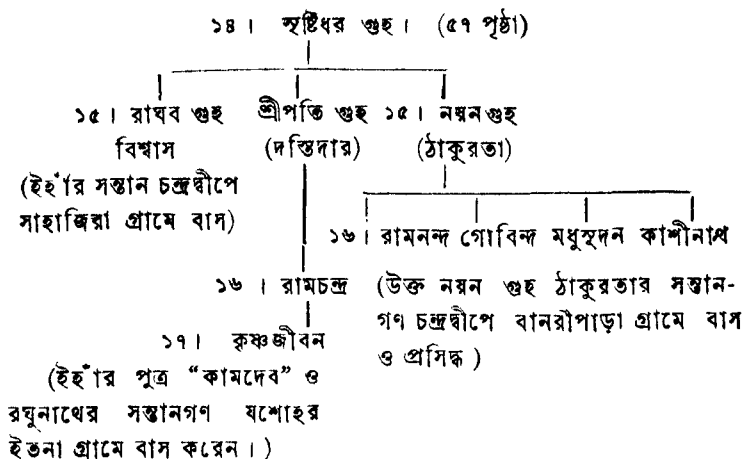 ১৪। সৃষ্টিধর গুহ। (৫৭ পৃষ্ঠা)
১৫। রাঘব গুহ শ্রীপতি গুহ ১৫। নয়নগুহ
বিশ্বাস (দস্তিদার) (ঠাকুরতা)
(ইহাঁর সন্তান চন্দ্রদ্বীপে
সাহাজিরা গ্রামে বাস)
১৬। রামনন্দ গোবিন্দ মধুসূদন কাশীনাথ
১৬। রামচন্দ্র (উক্ত নয়ন গুহ ঠাকুরতার সন্তান-
গণ চন্দ্রদ্বীপে বানরীপাড়া গ্রামে বাস
১৭। কৃষ্ণজীবন ও প্রসিদ্ধ)
(ইহাঁর পুত্র “কামদেব” ও
রঘুনাথের সন্তানগণ যশোহর
ইতনা গ্রামে বাস করেন।)